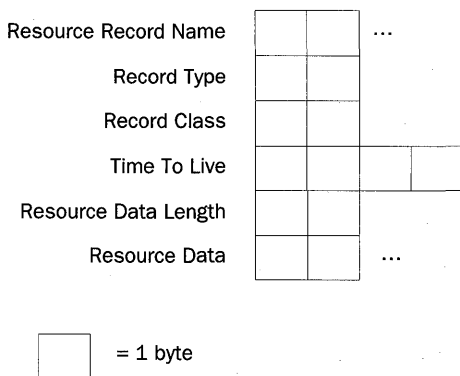 Resource Record Name ...
Record Type
Record Class
Time To Live
Resource Data Length
Resource Data ...
= 1 byte